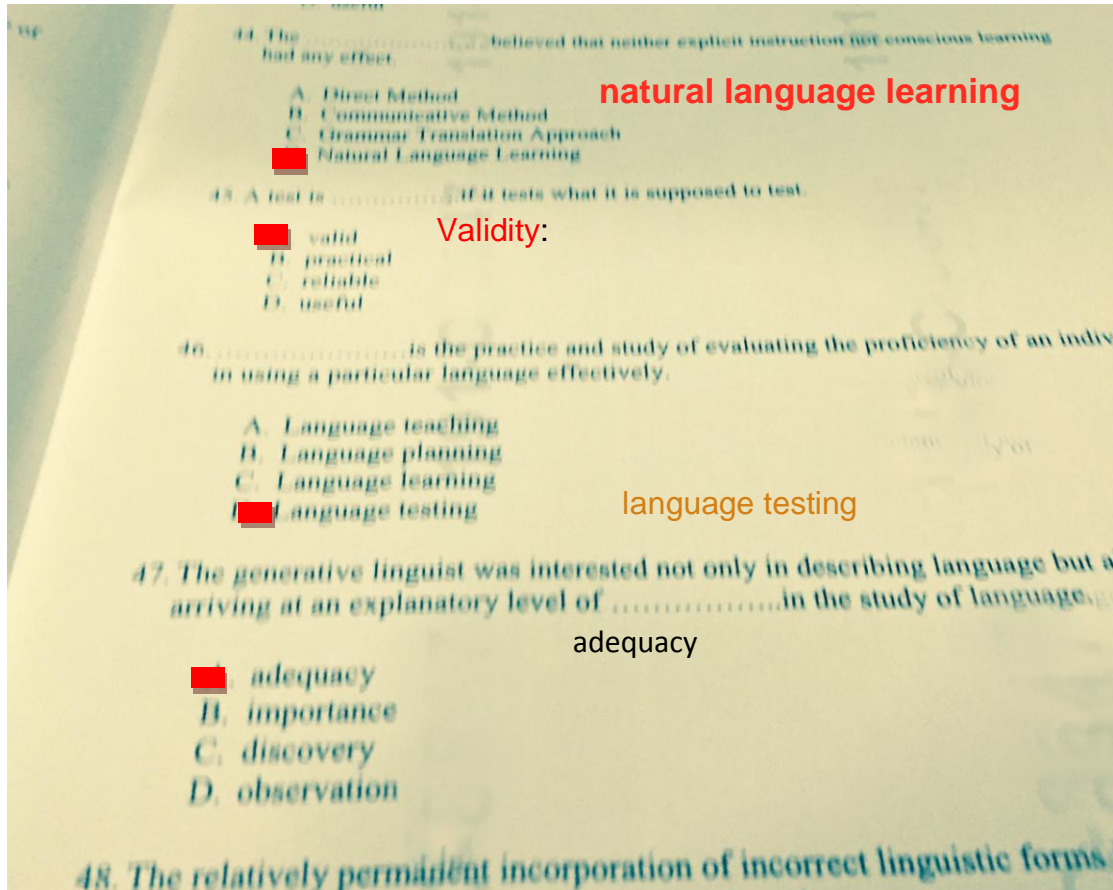 D. useful
of
44. The ........................ believed that neither explicit instruction not conscious learning
had any effect.
A. Direct Method
natural language learning
B. Communicative Method
C. Grammar Translation Approach
Natural Language Learning
45. A test is ................ if it tests what it is supposed to test.
valid
Validity:
B. practical
C. reliable
D. useful
46. ........................ is the practice and study of evaluating the proficiency of an indiv
in using a particular language effectively.
A. Language teaching
B. Language planning
C. Language learning
Language testing
language testing
47. The generative linguist was interested not only in describing language but a
arriving at an explanatory level of .................in the study of language.
adequacy
adequacy
B. importance
C. discovery
D. observation
48. The relatively permanent incorporation of incorrect linguistic forms